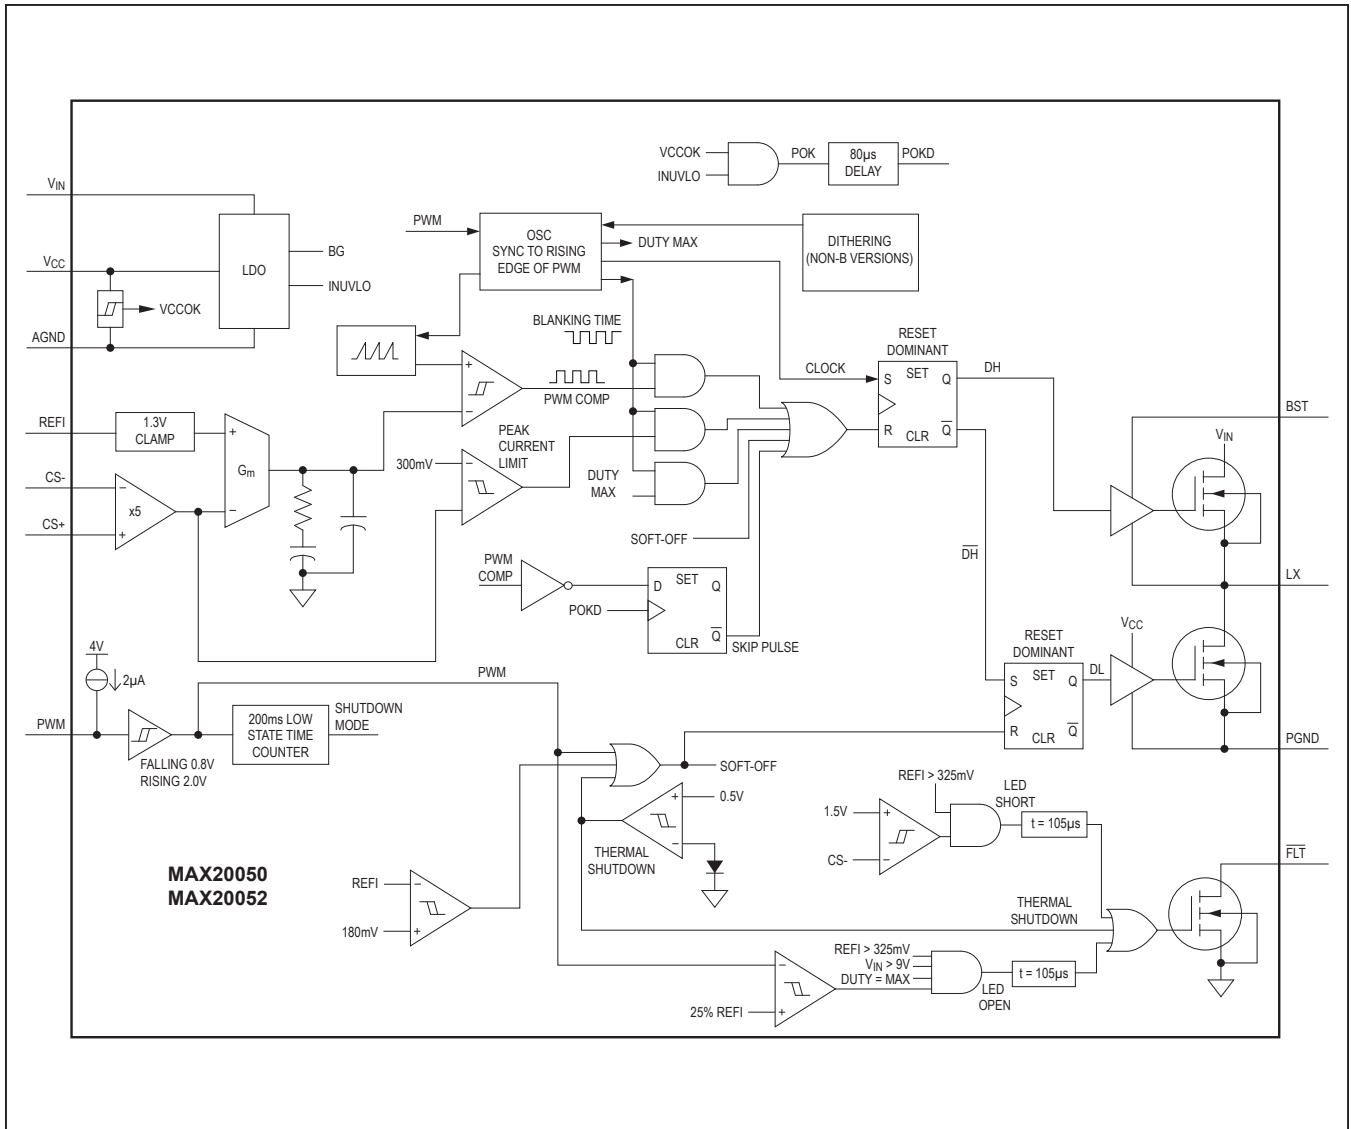 VCCOK
INUVLO
POK
80µs
DELAY
POKD
VIN
VCC
AGND
LDO
BG
INUVLO
VCCOK
PWM
OSC
SYNC TO RISING
EDGE OF PWM
DUTY MAX
DITHERING
(NON-B VERSIONS)
BLANKING TIME
REFI
1.3V
CLAMP
CS-
CS+
x5
+
-
Gm
-
+
+
-
PWM COMP
PEAK
CURRENT
LIMIT
300mV
-
DUTY
MAX
SOFT-OFF
CLOCK
RESET
DOMINANT
S
SET
Q
R
CLR
Q
DH
DH
PWM
COMP
POKD
D
SET
Q
CLR
Q
SKIP PULSE
BST
VIN
LX
VCC
RESET
DOMINANT
S
SET
Q
R
CLR
Q
DL
PGND
4V
2µA
PWM
FALLING 0.8V
RISING 2.0V
200ms LOW
STATE TIME
COUNTER
SHUTDOWN
MODE
PWM
SOFT-OFF
+
0.5V
-
THERMAL
SHUTDOWN
REFI
-
180mV
+
MAX20050
MAX20052
REFI > 325mV
LED
SHORT
1.5V
+
CS-
-
t = 105µs
THERMAL
SHUTDOWN
FLT
REFI > 325mV
VIN > 9V
DUTY = MAX
-
25% REFI
+
LED
OPEN
t = 105µs